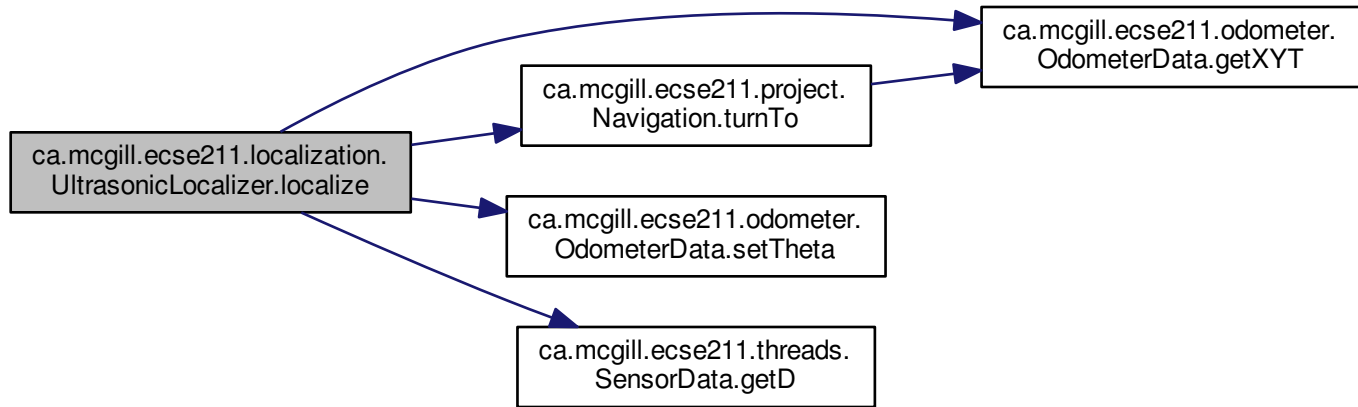 ca.mcgill.ecse211.localization.
UltrasonicLocalizer.localize
ca.mcgill.ecse211.project.
Navigation.turnTo
ca.mcgill.ecse211.odometer.
OdometerData.getXYT
ca.mcgill.ecse211.odometer.
OdometerData.setTheta
ca.mcgill.ecse211.threads.
SensorData.getD